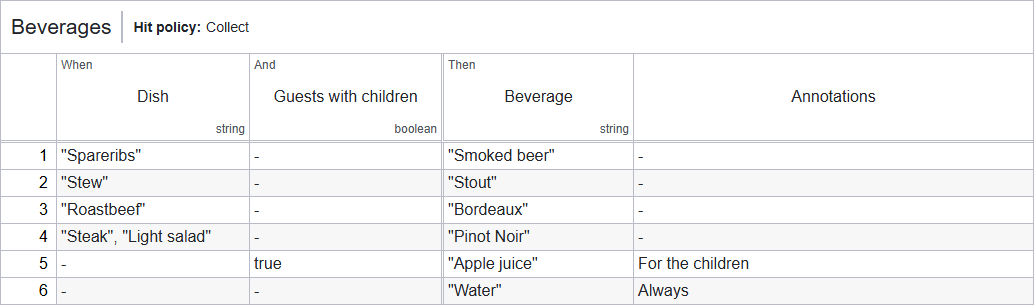 Beverages Hit policy: Collect
When And Then
Dish Guests with children Beverage Annotations
string boolean string
1 "Spareribs" - "Smoked beer" -
2 "Stew" - "Stout" -
3 "Roastbeef" - "Bordeaux" -
4 "Steak", "Light salad" - "Pinot Noir" -
5 - true "Apple juice" For the children
6 - - "Water" Always